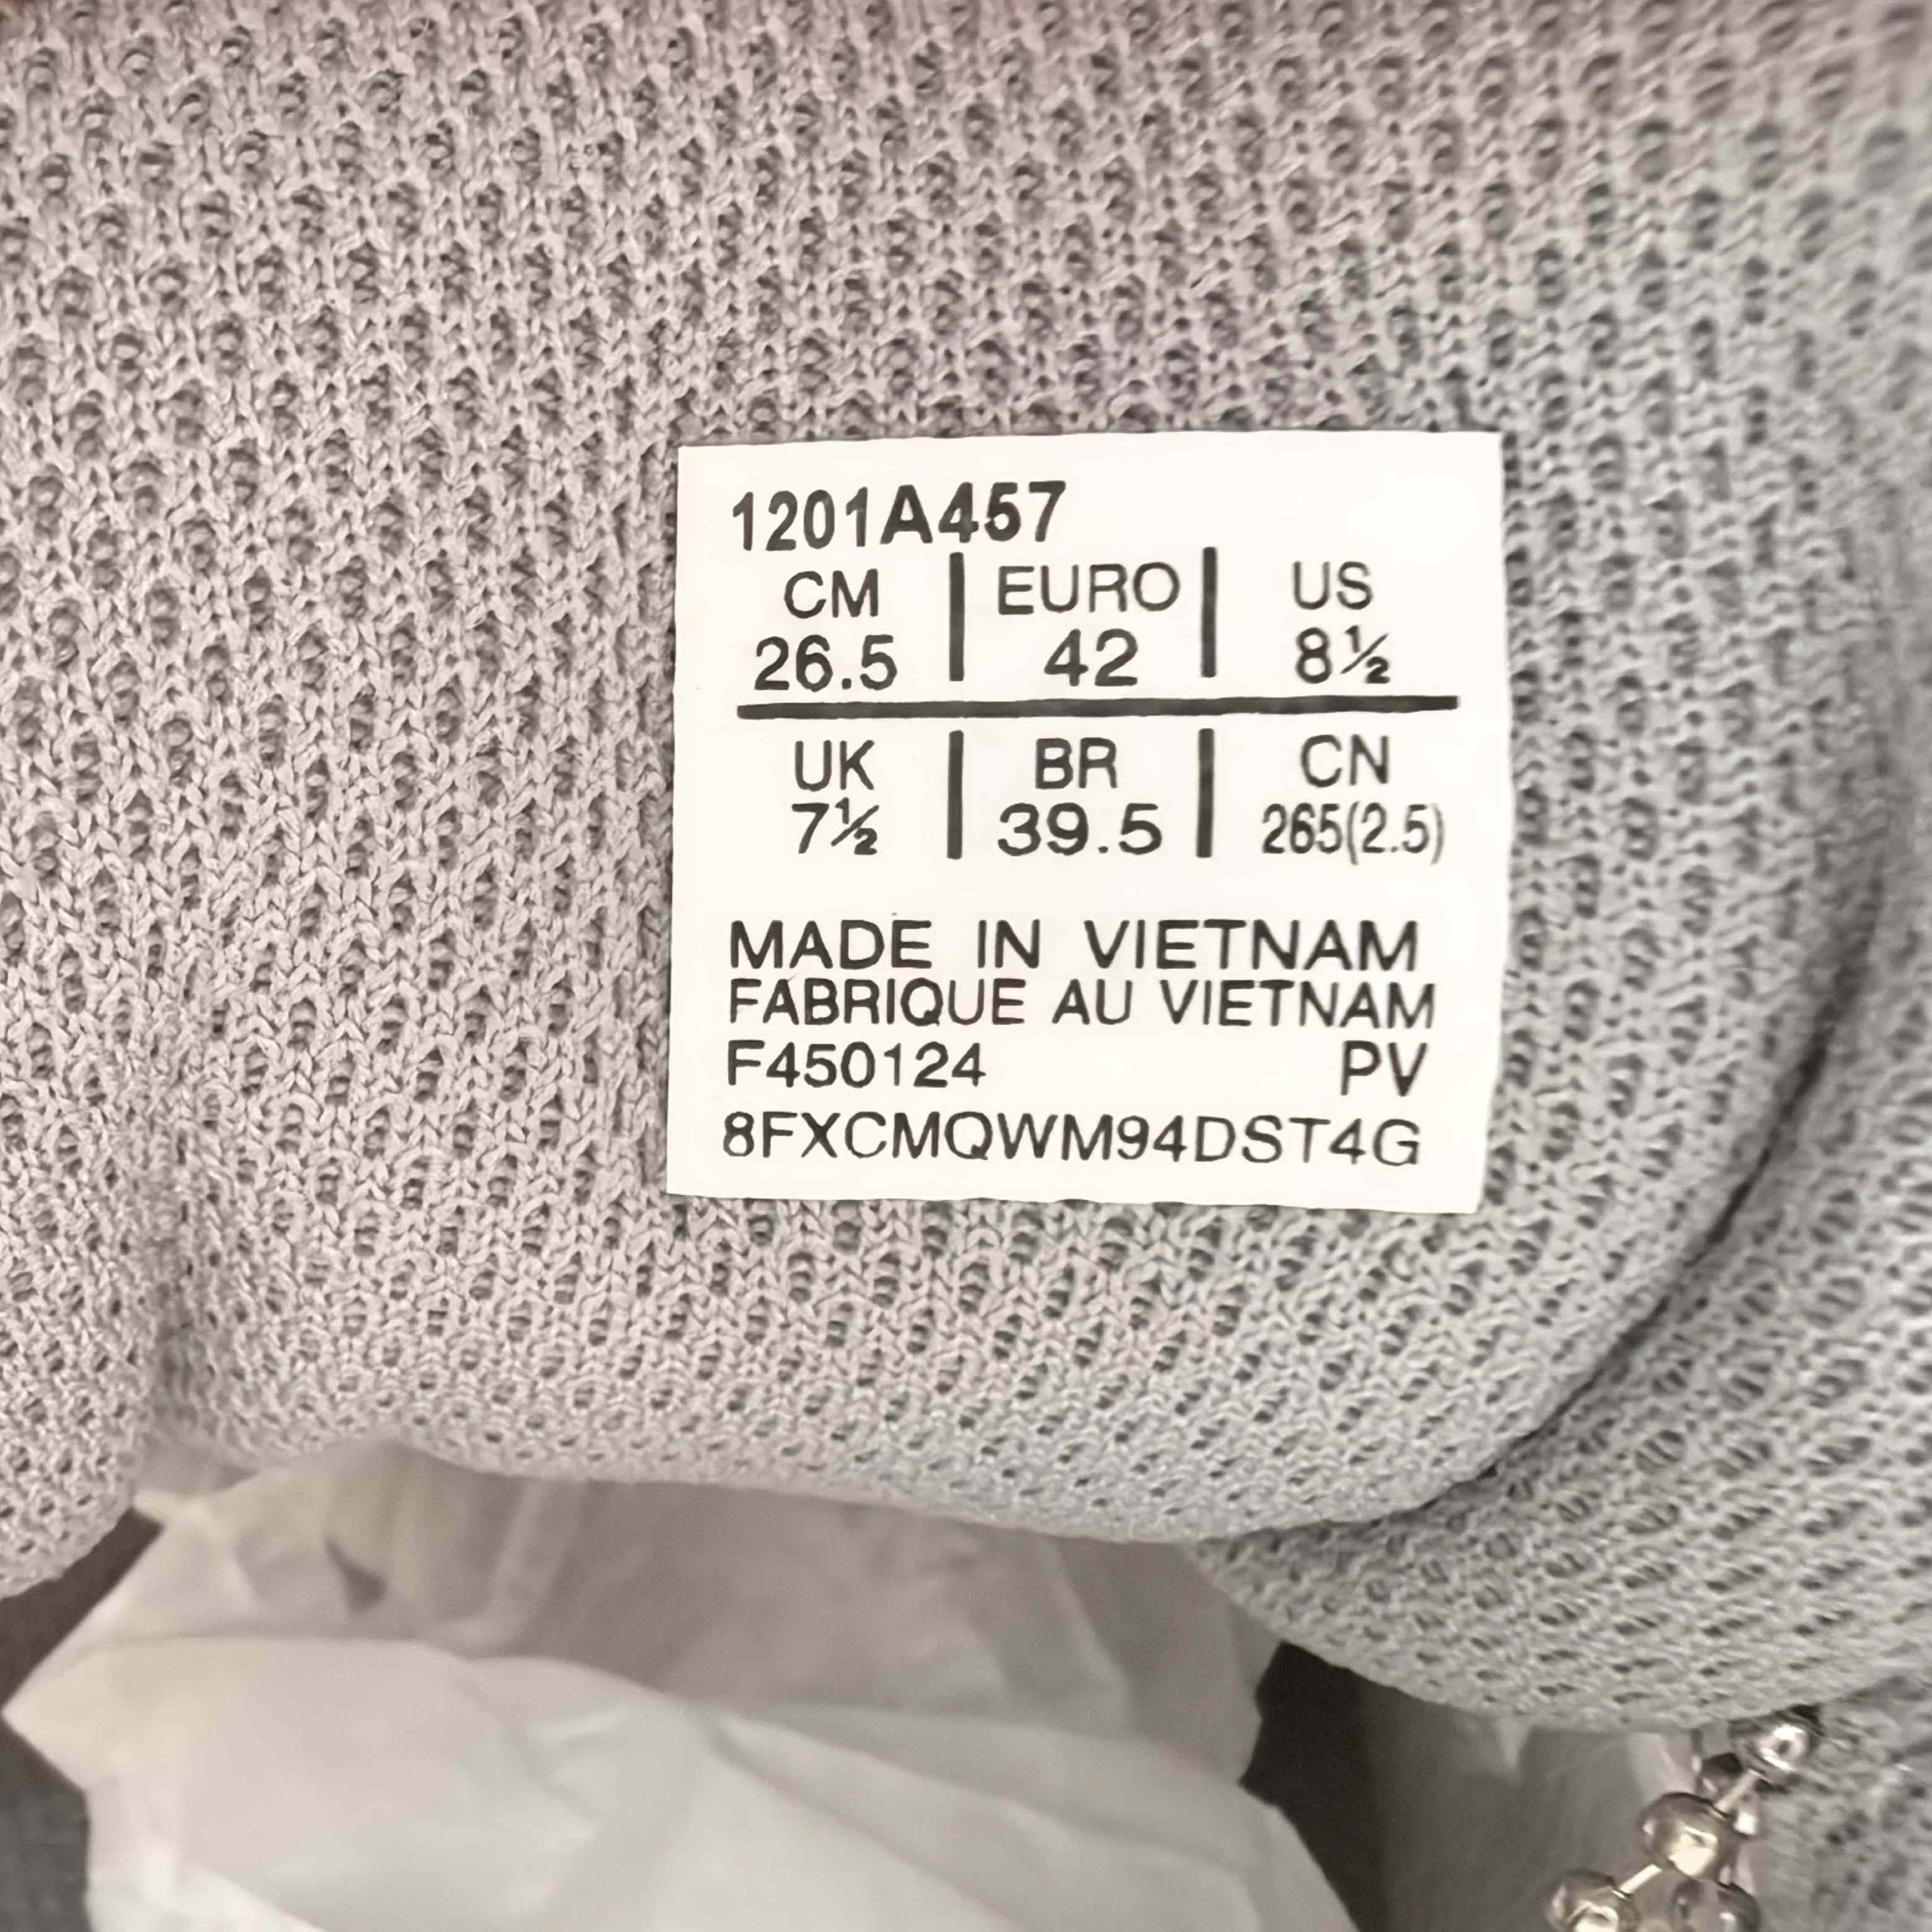 1201A457
CM | EURO | US
26.5 | 42 | 8½
UK | BR | CN
7½ | 39.5 | 265(2.5)
MADE IN VIETNAM
FABRIQUE AU VIETNAM
F450124 PV
8FXCMQWM94DST4G